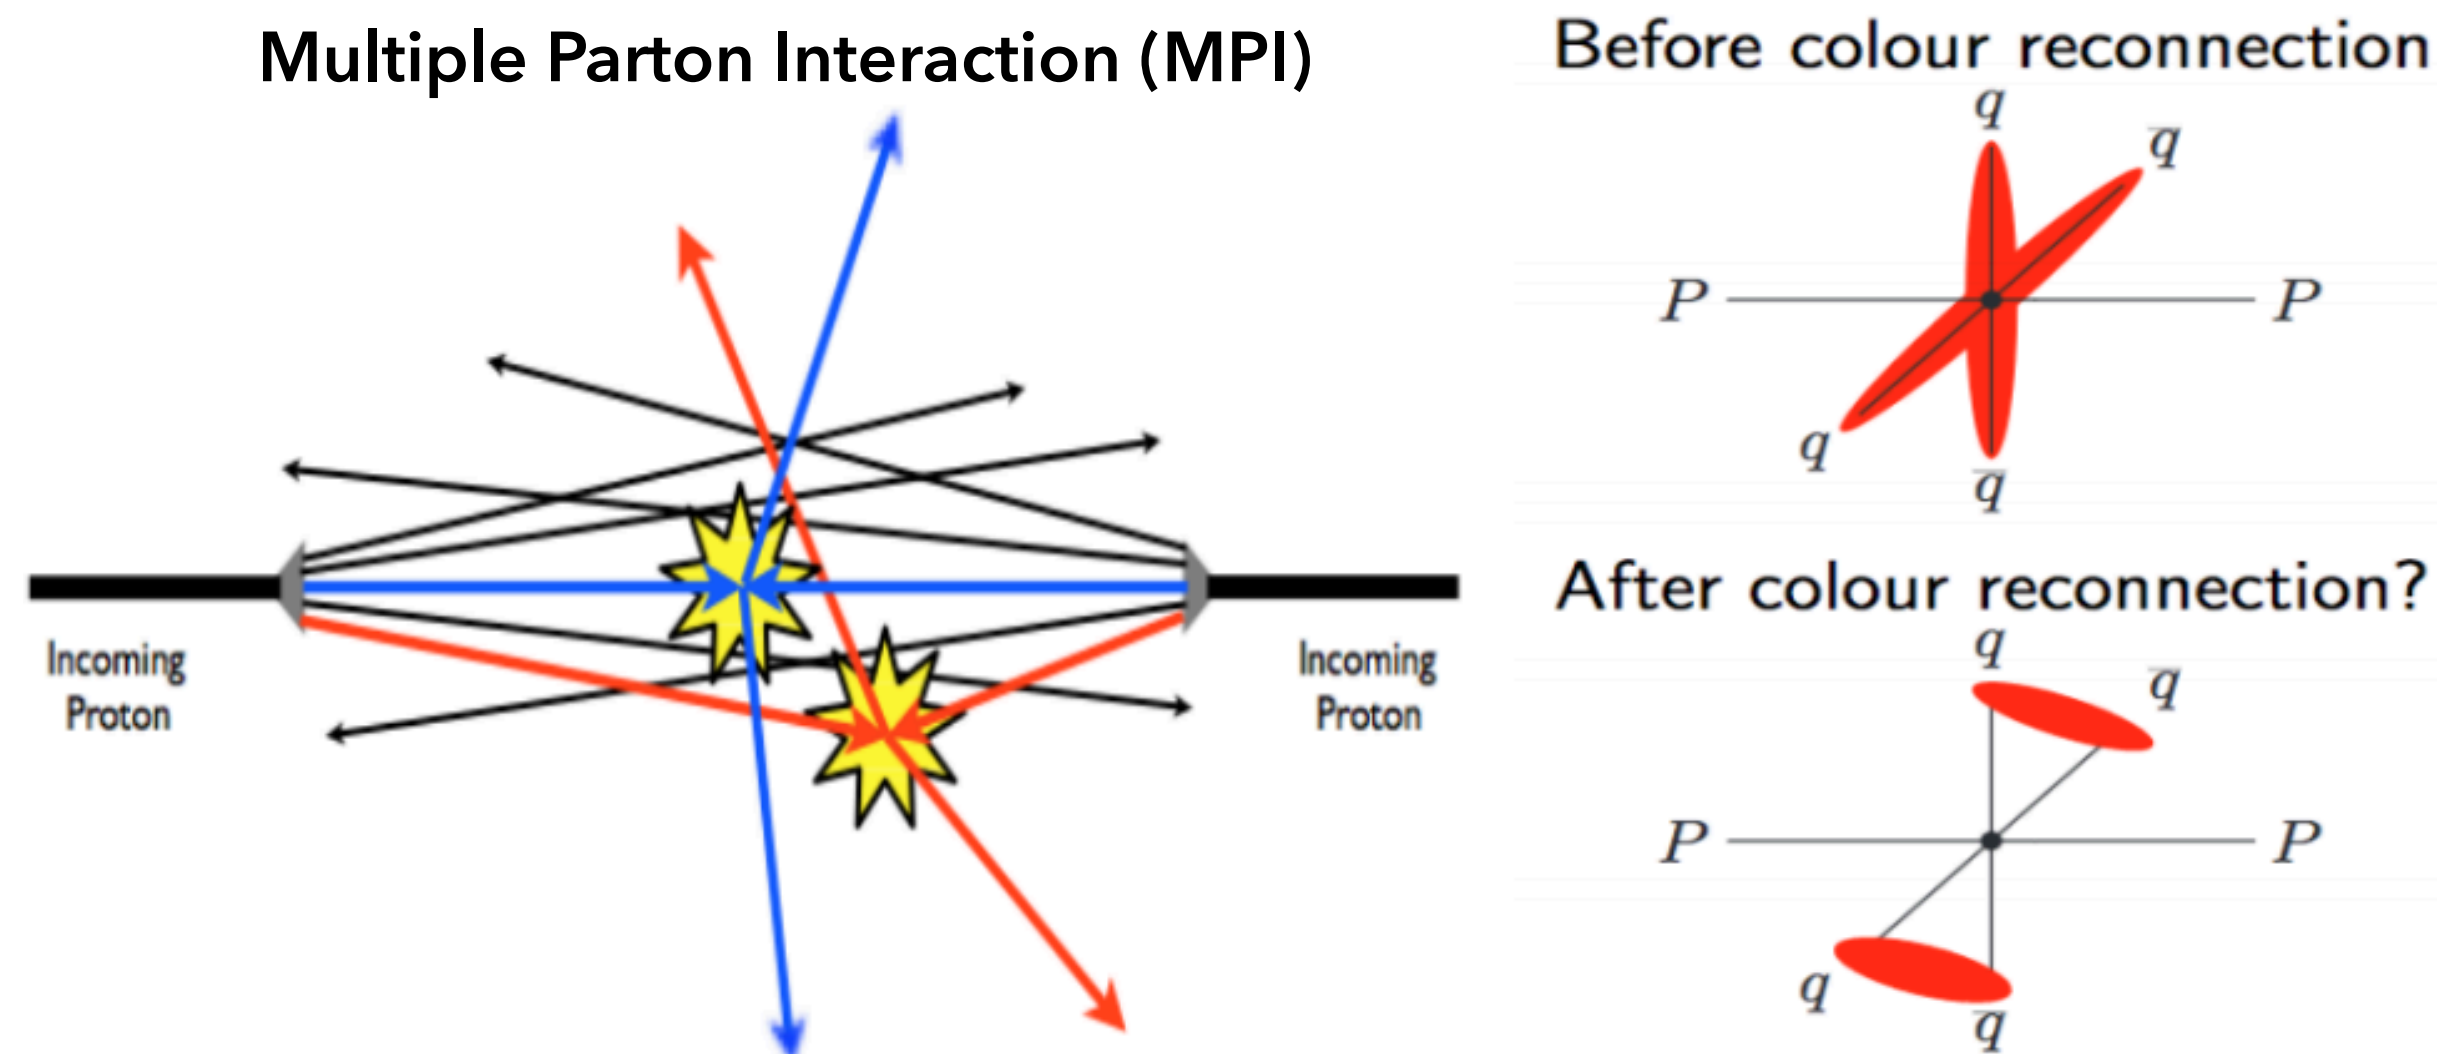 Multiple Parton Interaction (MPI)
Incoming
Proton
Incoming
Proton
Before colour reconnection
q
q̅
P
P
q
q̅
After colour reconnection?
q
q̅
P
P
q
q̅